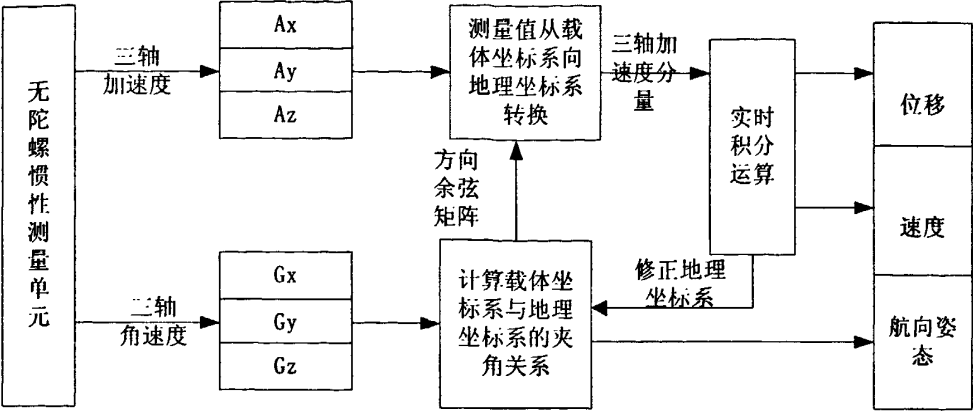 无陀螺惯性测量单元
三轴
加速度
Ax
Ay
Az
测量值从载
体坐标系向
地理坐标系
转换
三轴加
速度分
量
实时
积分
运算
位移
速度
航向姿
态
方向
余弦
矩阵
三轴
角速度
Gx
Gy
Gz
计算载体坐
标系与地理
坐标系的夹
角关系
修正地理
坐标系